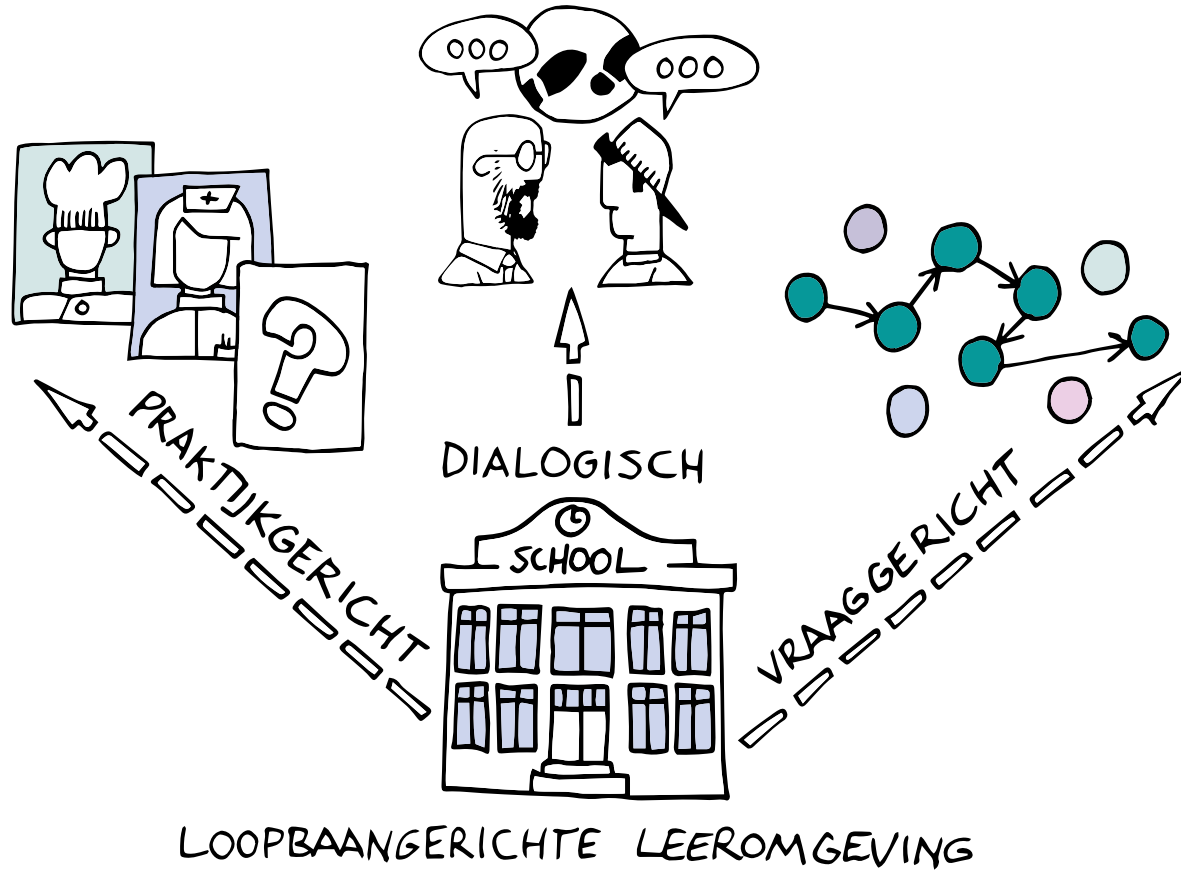 DIALOGISCH
PRAKTIJKGERICHT
VRAAGGERICHT
SCHOOL
LOOPBAANGERICHTE LEEROMGEVING